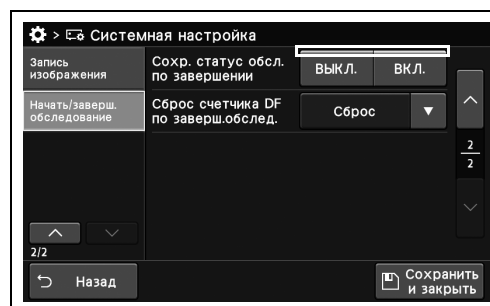 > Системная настройка
Запись
изображения
Сохр. статус обсл.
по завершении
ВЫКЛ. ВКЛ.
Начать/заверш.
обследование
Сброс счетчика DF
по заверш.обслед.
Сброс
2
2
2/2
Назад
Сохранить
и закрыть